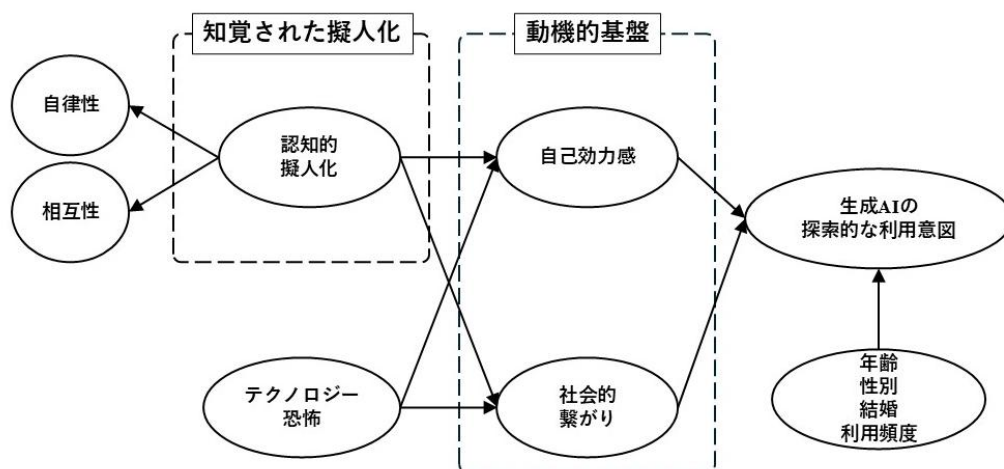 知覚された擬人化
動機的基盤
自律性
相互性
認知的
擬人化
自己効力感
生成AIの
探索的な利用意図
テクノロジー
恐怖
社会的
繋がり
年齢
性別
結婚
利用頻度